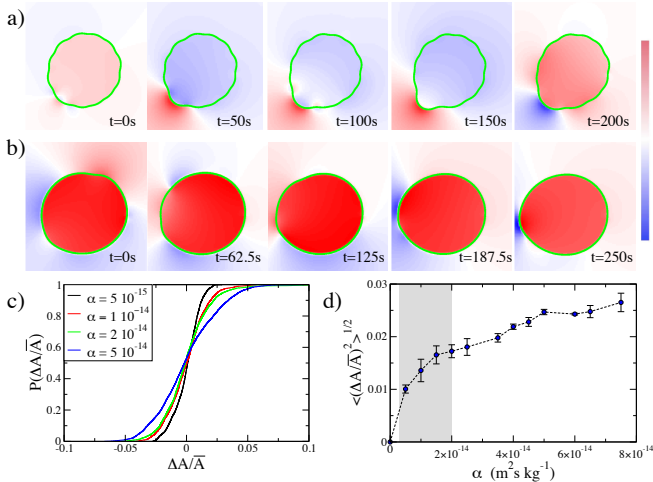 a)
t=0s t=50s t=100s t=150s t=200s
b)
t=0s t=62.5s t=125s t=187.5s t=250s
c)
d)
α = 5 10⁻¹⁵
α = 1 10⁻¹⁴
α = 2 10⁻¹⁴
α = 5 10⁻¹⁴
P(ΔA/A̅)
1
0.8
0.6
0.4
0.2
0
-0.1 -0.05 0 0.05 0.1
ΔA/A̅
<(ΔA/A̅)²>¹/²
0.03
0.02
0.01
0
0 2×10⁻¹⁴ 4×10⁻¹⁴ 6×10⁻¹⁴ 8×10⁻¹⁴
α (m²s kg⁻¹)